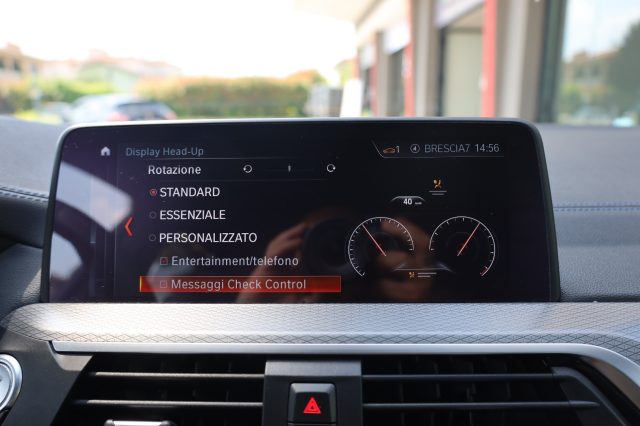 Display Head-Up
1 BRESCIA7 14:56
Rotazione
STANDARD
ESSENZIALE
PERSONALIZZATO
Entertainment/telefono
Messaggi Check Control
40